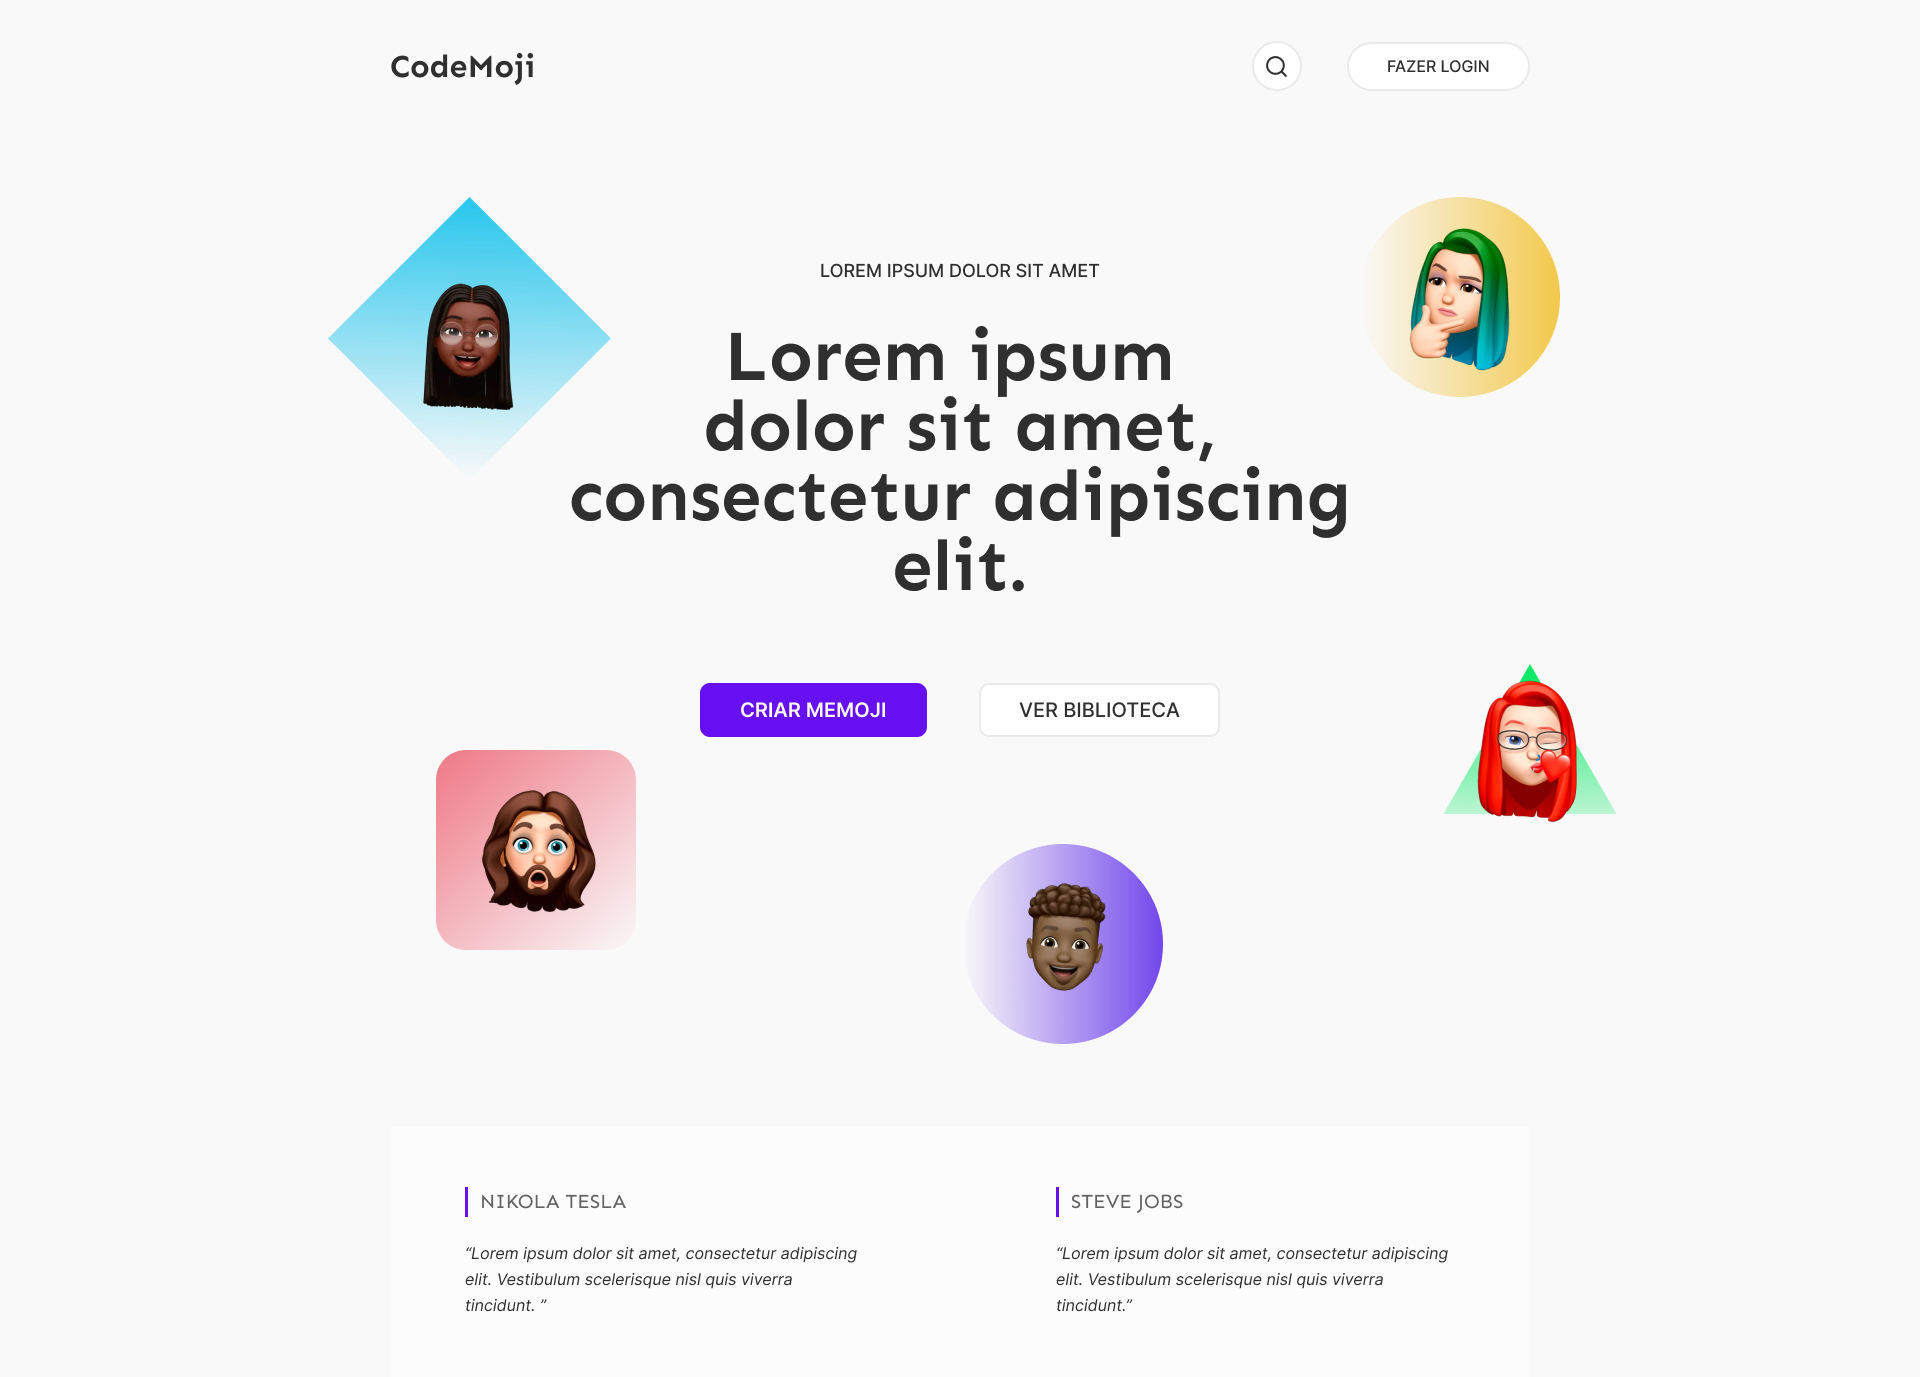 CodeMoji
FAZER LOGIN
LOREM IPSUM DOLOR SIT AMET
Lorem ipsum
dolor sit amet,
consectetur adipiscing
elit.
CRIAR MEMOJI
VER BIBLIOTECA
NIKOLA TESLA
“Lorem ipsum dolor sit amet, consectetur adipiscing
elit. Vestibulum scelerisque nisl quis viverra
tincidunt. ”
STEVE JOBS
“Lorem ipsum dolor sit amet, consectetur adipiscing
elit. Vestibulum scelerisque nisl quis viverra
tincidunt.”